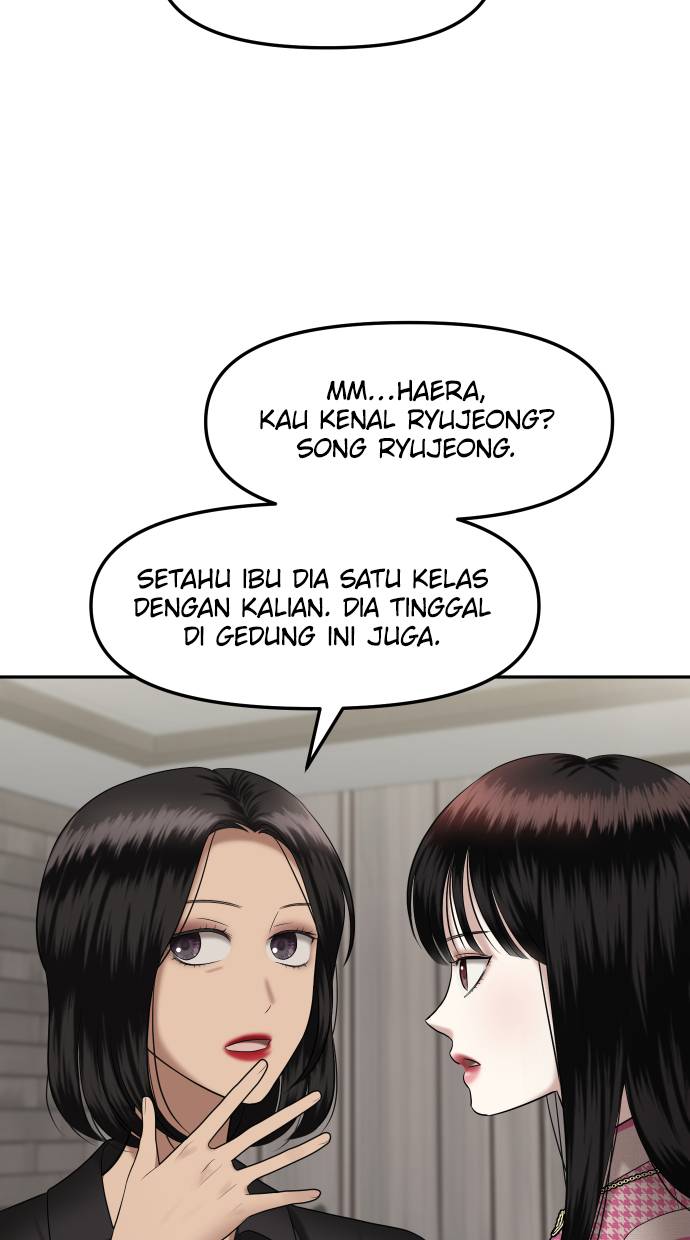 MM...HAERA,
KAU KENAL RYUJEONG?
SONG RYUJEONG.
SETAHU IBU DIA SATU KELAS
DENGAN KALIAN. DIA TINGGAL
DI GEDUNG INI JUGA.